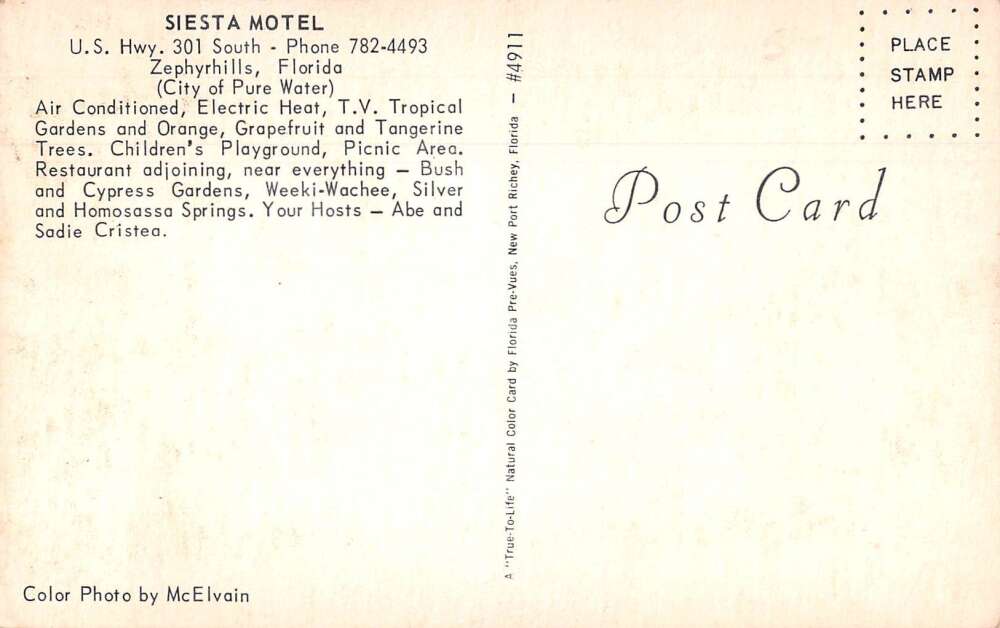 SIESTA MOTEL
U.S. Hwy. 301 South - Phone 782-4493
Zephyrhills, Florida
(City of Pure Water)
Air Conditioned, Electric Heat, T.V. Tropical
Gardens and Orange, Grapefruit and Tangerine
Trees. Children's Playground, Picnic Area.
Restaurant adjoining, near everything — Bush
and Cypress Gardens, Weeki-Wachee, Silver
and Homosassa Springs. Your Hosts — Abe and
Sadie Cristea.
Color Photo by McElvain
A "True-To-Life" Natural Color Card by Florida Pre-Vues, New Port Richey, Florida — #4911
PLACE
STAMP
HERE
Post Card